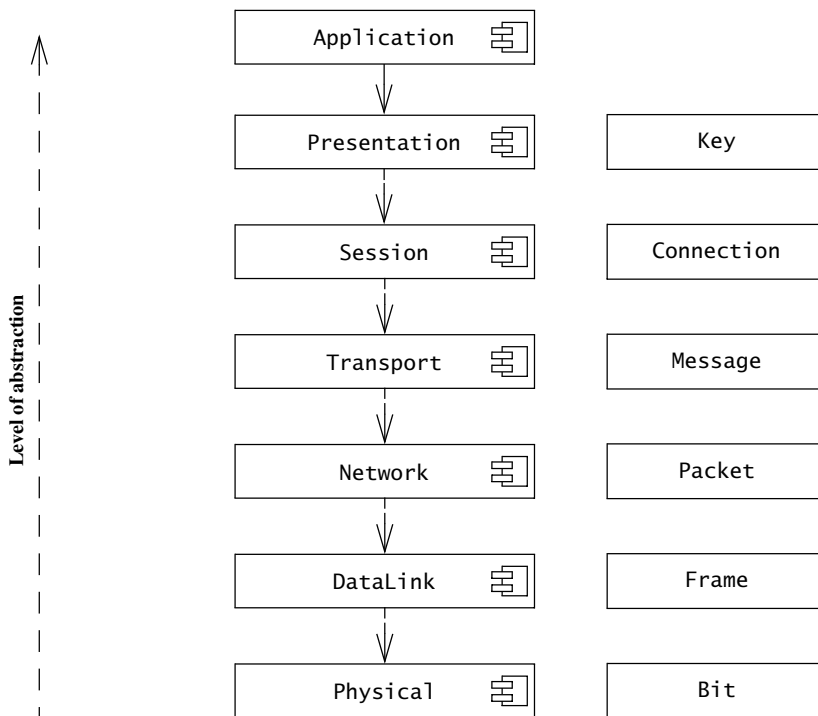 Application
Presentation
Key
Session
Connection
Transport
Message
Level of abstraction
Network
Packet
DataLink
Frame
Physical
Bit